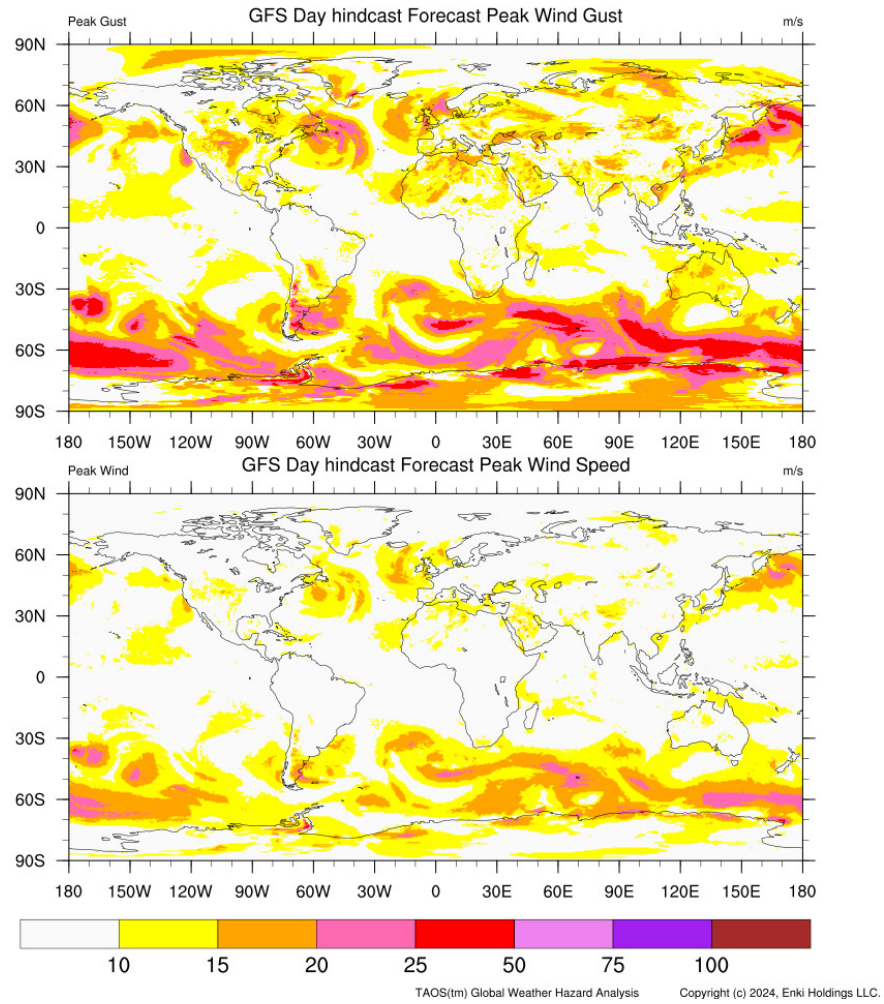 GFS Day hindcast Forecast Peak Wind Gust
Peak Gust m/s
90N
60N
30N
0
30S
60S
90S
180 150W 120W 90W 60W 30W 0 30E 60E 90E 120E 150E 180
GFS Day hindcast Forecast Peak Wind Speed
Peak Wind m/s
90N
60N
30N
0
30S
60S
90S
180 150W 120W 90W 60W 30W 0 30E 60E 90E 120E 150E 180
10 15 20 25 50 75 100
TAOS(tm) Global Weather Hazard Analysis Copyright (c) 2024, Enki Holdings LLC.